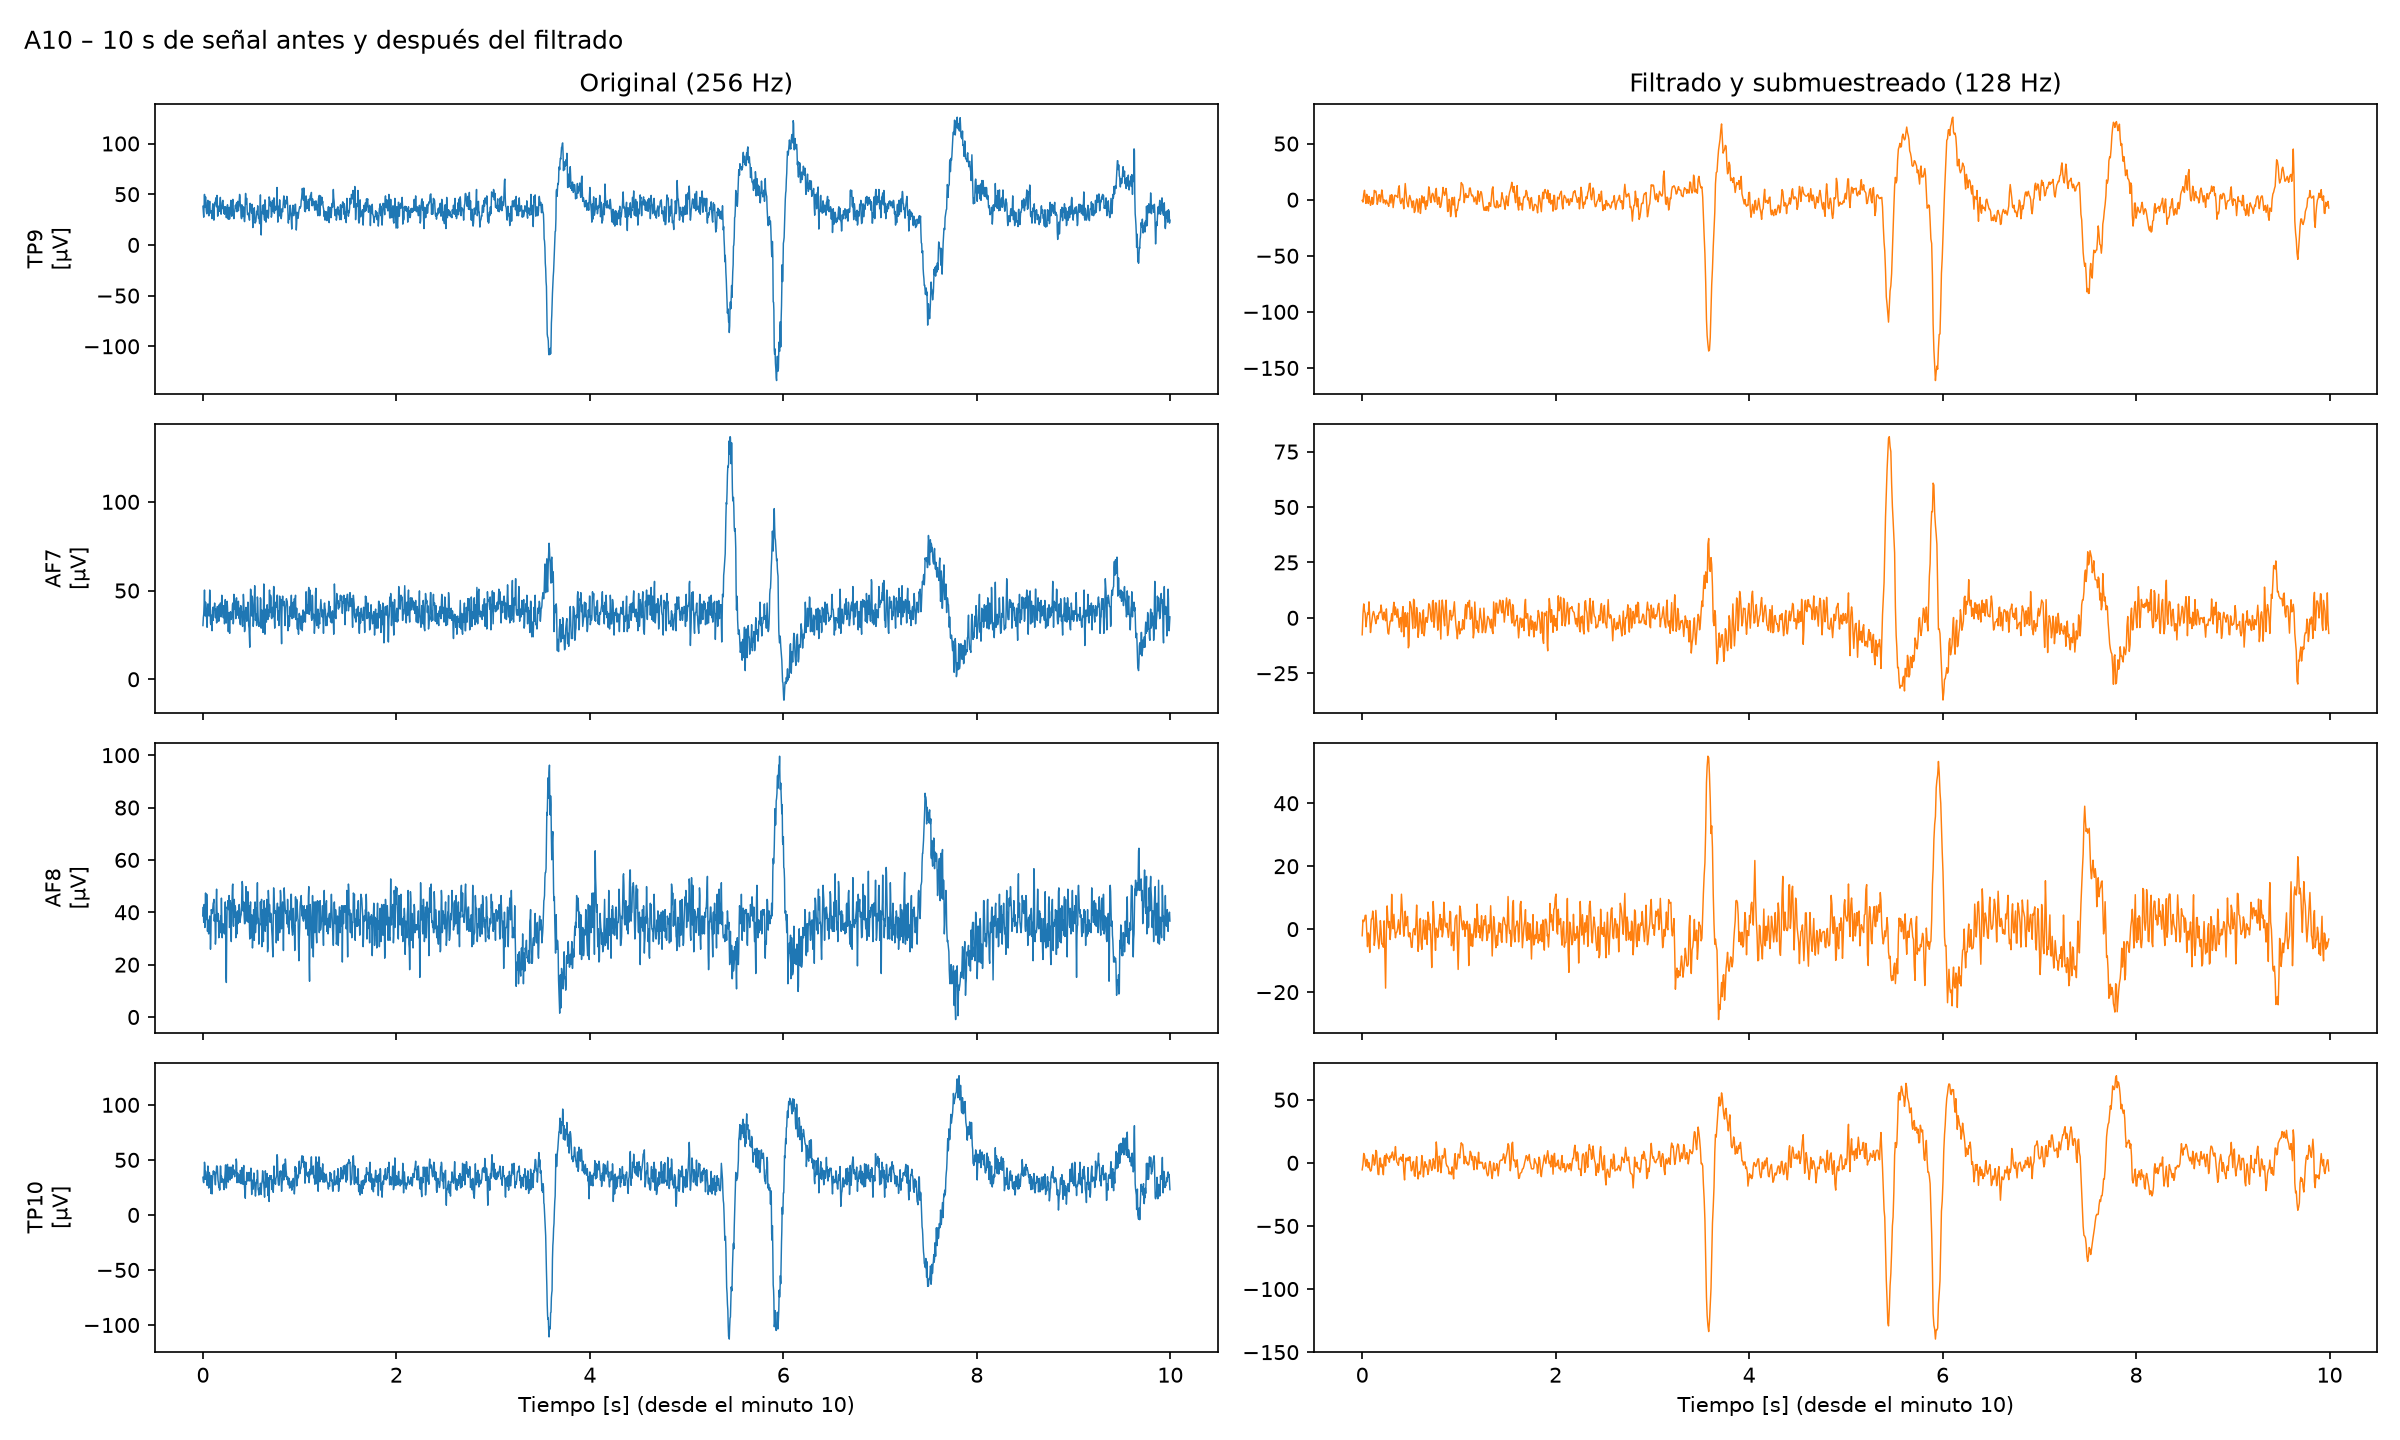 A10 – 10 s de señal antes y después del filtrado
Original (256 Hz)
Filtrado y submuestreado (128 Hz)
TP9
[µV]
100
50
0
−50
−100
50
0
−50
−100
−150
AF7
[µV]
100
50
0
75
50
25
0
−25
AF8
[µV]
100
80
60
40
20
0
40
20
0
−20
TP10
[µV]
100
50
0
−50
−100
50
0
−50
−100
−150
0 2 4 6 8 10
0 2 4 6 8 10
Tiempo [s] (desde el minuto 10)
Tiempo [s] (desde el minuto 10)